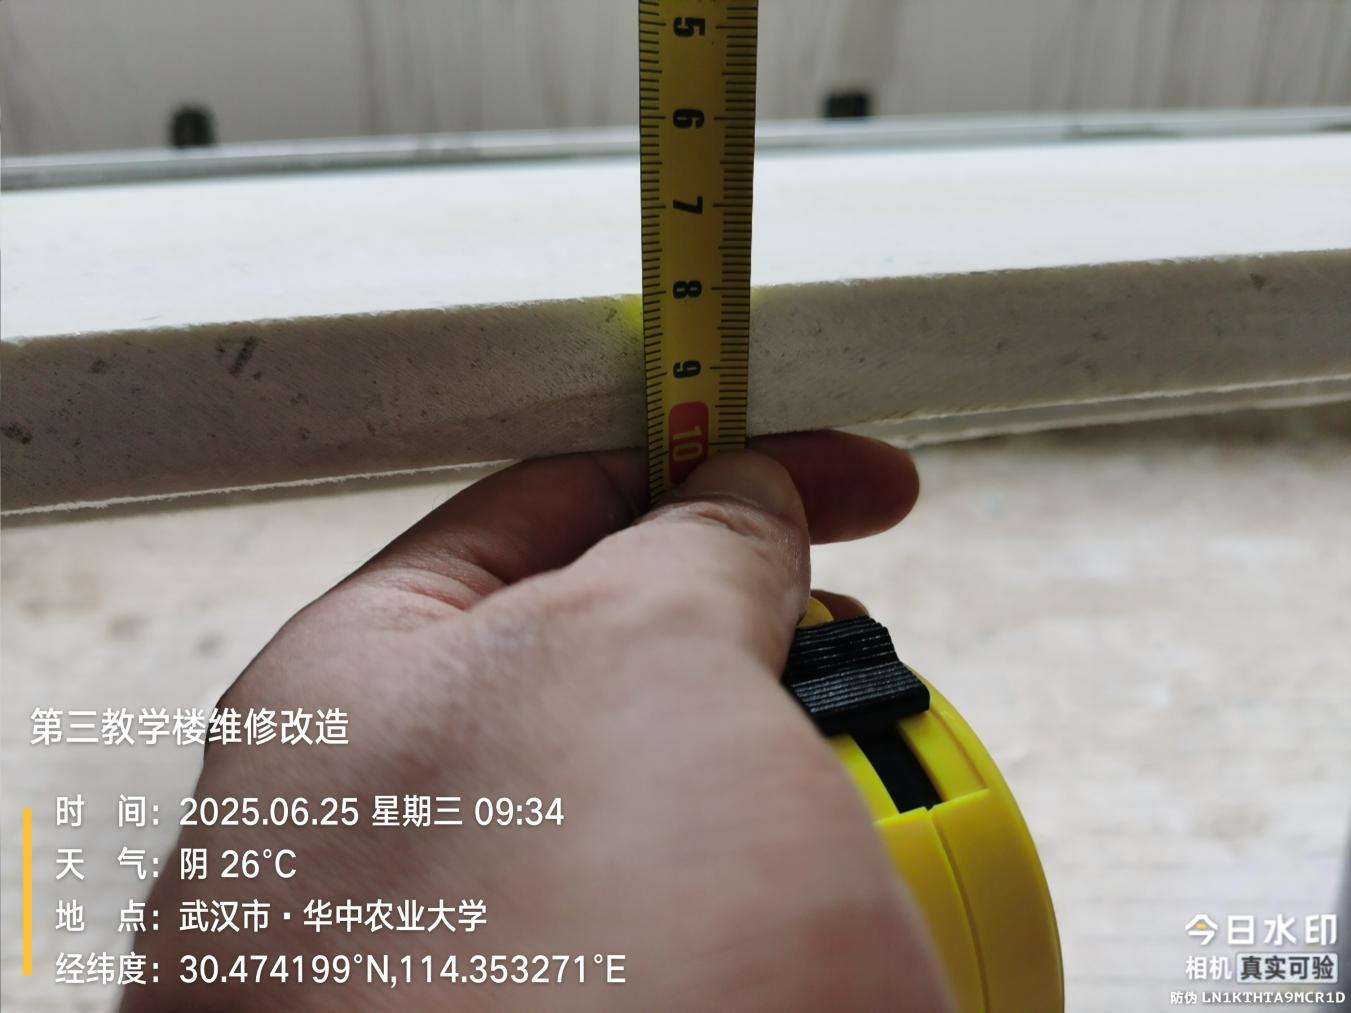 5
6
7
8
9
10
第三教学楼维修改造
时 间：2025.06.25 星期三 09:34
天 气：阴 26°C
地 点：武汉市·华中农业大学
经纬度：30.474199°N,114.353271°E
今日水印
相机 真实可验
防伪 LN1KTHTA9MCR1D